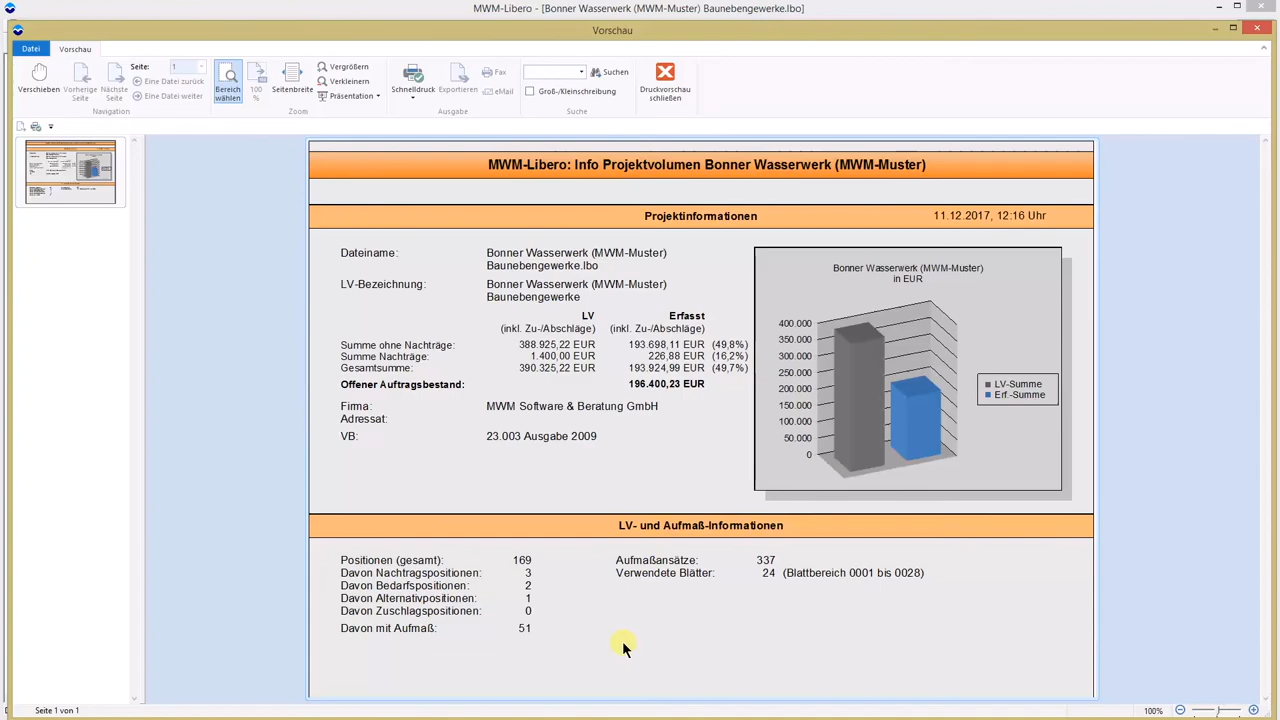 MWM-Libero - [Bonner Wasserwerk (MWM-Muster) Baunebengewerke.lbo]
Vorschau
Datei Vorschau
Verschieben
Vorherige Seite
Nächste Seite
Seite: 1
Eine Datei zurück
Eine Datei weiter
Navigation
Bereich wählen
100 %
Seitenbreite
Vergrößern
Verkleinern
Präsentation
Zoom
Schnelldruck
Exportieren
Fax
eMail
Ausgabe
Suchen
Groß-/Kleinschreibung
Suche
Druckvorschau schließen
MWM-Libero: Info Projektvolumen Bonner Wasserwerk (MWM-Muster)
Projektinformationen 11.12.2017, 12:16 Uhr
Dateiname: Bonner Wasserwerk (MWM-Muster)
Baunebengewerke.lbo
LV-Bezeichnung: Bonner Wasserwerk (MWM-Muster)
Baunebengewerke
LV Erfasst
(inkl. Zu-/Abschläge) (inkl. Zu-/Abschläge)
Summe ohne Nachträge: 388.925,22 EUR 193.698,11 EUR (49,8%)
Summe Nachträge: 1.400,00 EUR 226,88 EUR (16,2%)
Gesamtsumme: 390.325,22 EUR 193.924,99 EUR (49,7%)
Offener Auftragsbestand: 196.400,23 EUR
Firma: MWM Software & Beratung GmbH
Adressat:
VB: 23.003 Ausgabe 2009
Bonner Wasserwerk (MWM-Muster)
in EUR
400.000
350.000
300.000
250.000
200.000
150.000
100.000
50.000
0
LV-Summe
Erf.-Summe
LV- und Aufmaß-Informationen
Positionen (gesamt): 169 Aufmaßansätze: 337
Davon Nachtragspositionen: 3 Verwendete Blätter: 24 (Blattbereich 0001 bis 0028)
Davon Bedarfspositionen: 2
Davon Alternativpositionen: 1
Davon Zuschlagspositionen: 0
Davon mit Aufmaß: 51
Seite 1 von 1 100%